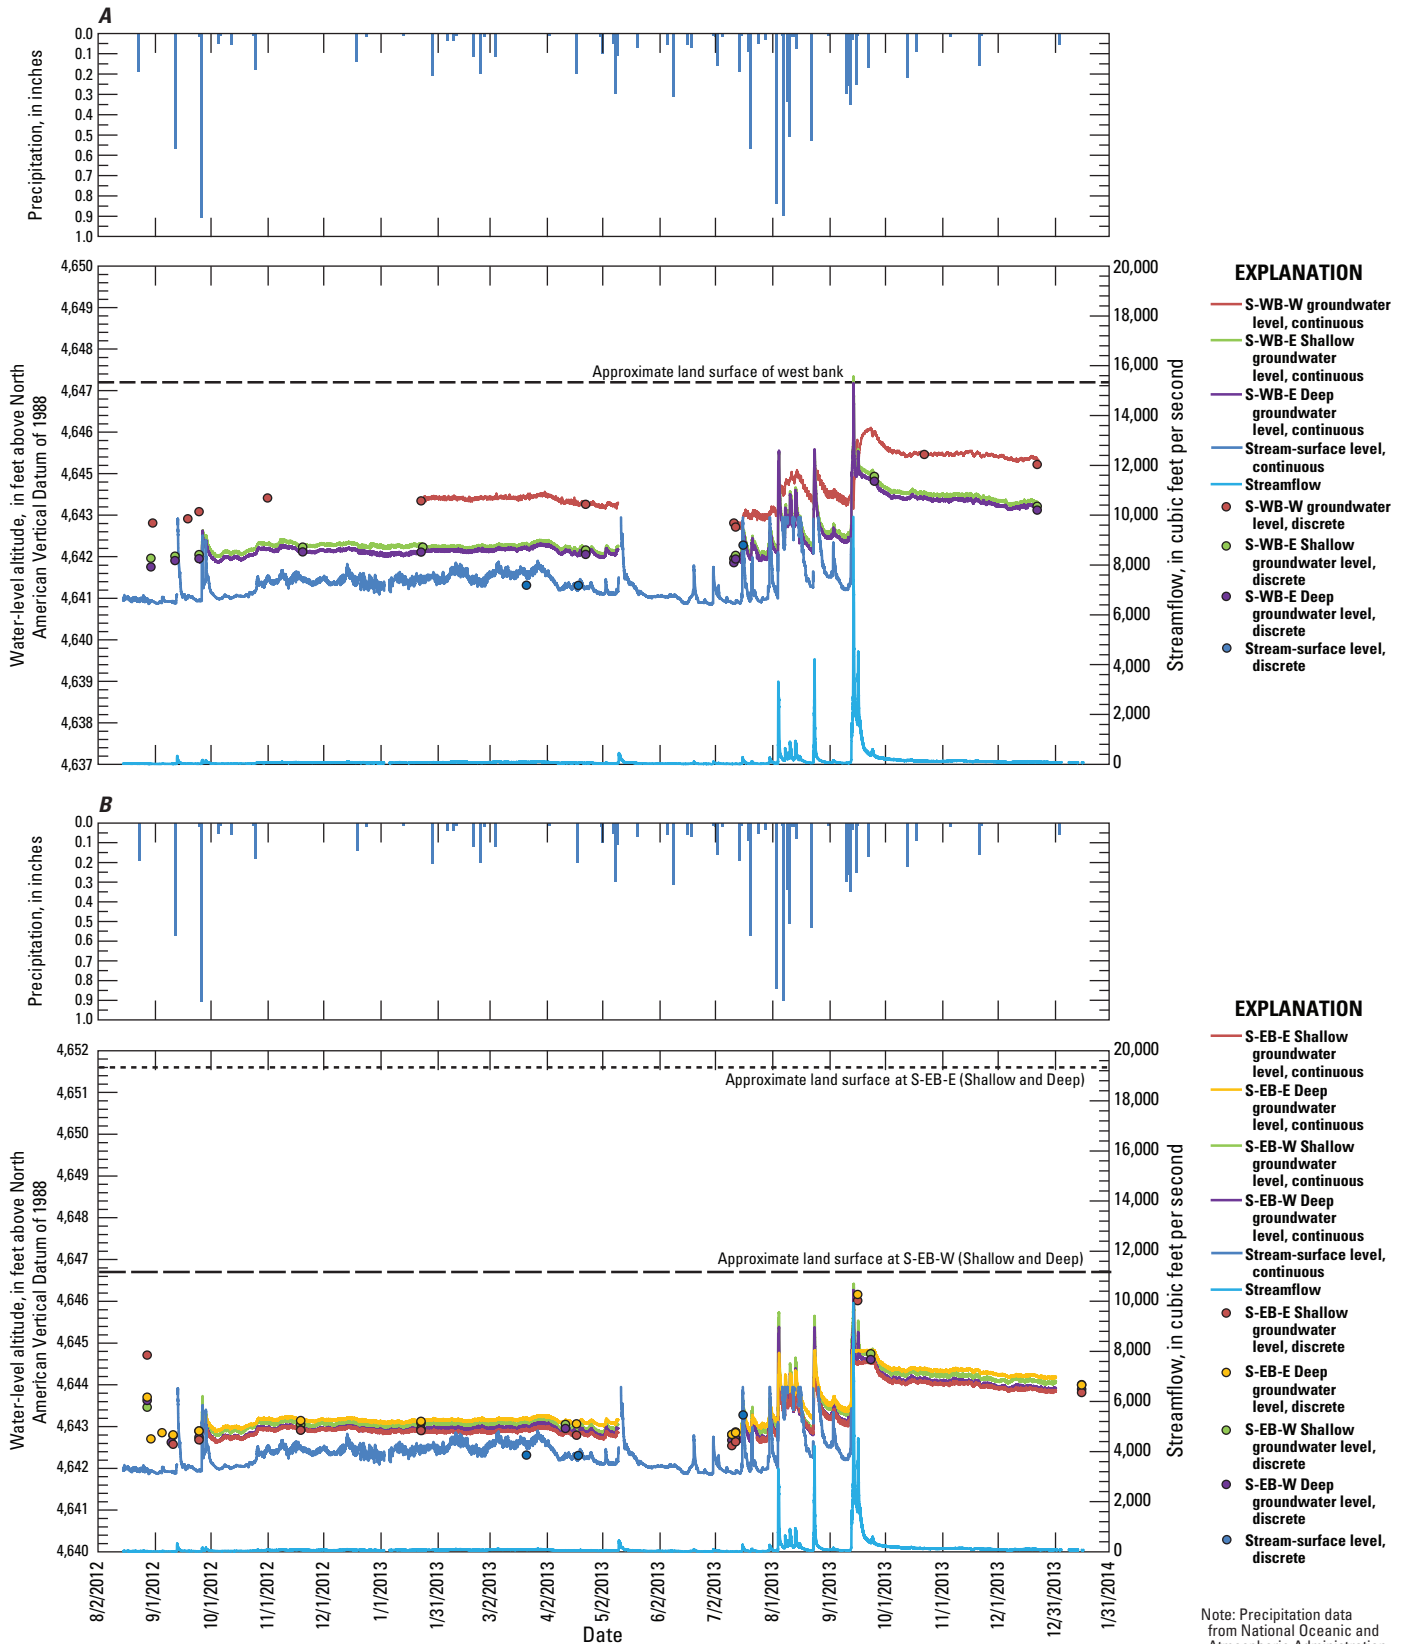 A
Precipitation, in inches
0.0
0.1
0.2
0.3
0.4
0.5
0.6
0.7
0.8
0.9
1.0
Water-level altitude, in feet above North
American Vertical Datum of 1988
4,650
4,649
4,648
4,647
4,646
4,645
4,643
4,642
4,641
4,640
4,639
4,638
4,637
Approximate land surface of west bank
20,000
18,000
16,000
14,000
12,000
10,000
8,000
6,000
4,000
2,000
0
Streamflow, in cubic feet per second
EXPLANATION
S-WB-W groundwater
level, continuous
S-WB-E Shallow
groundwater
level, continuous
S-WB-E Deep
groundwater
level, continuous
Stream-surface level,
continuous
Streamflow
S-WB-W groundwater
level, discrete
S-WB-E Shallow
groundwater level,
discrete
S-WB-E Deep
groundwater level,
discrete
Stream-surface level,
discrete
B
Precipitation, in inches
0.0
0.1
0.2
0.3
0.4
0.5
0.6
0.7
0.8
0.9
1.0
Water-level altitude, in feet above North
American Vertical Datum of 1988
4,652
4,651
4,650
4,649
4,648
4,647
4,646
4,645
4,644
4,643
4,642
4,641
4,640
Approximate land surface at S-EB-E (Shallow and Deep)
Approximate land surface at S-EB-W (Shallow and Deep)
20,000
18,000
16,000
14,000
12,000
10,000
8,000
6,000
4,000
2,000
0
Streamflow, in cubic feet per second
8/2/2012
9/1/2012
10/1/2012
11/1/2012
12/1/2012
1/1/2013
1/31/2013
3/2/2013
4/2/2013
5/2/2013
6/2/2013
7/2/2013
8/1/2013
9/1/2013
10/1/2013
11/1/2013
12/1/2013
12/31/2013
1/31/2014
Date
EXPLANATION
S-EB-E Shallow
groundwater
level, continuous
S-EB-E Deep
groundwater
level, continuous
S-EB-W Shallow
groundwater
level, continuous
S-EB-W Deep
groundwater
level, continuous
Stream-surface level,
continuous
Streamflow
S-EB-E Shallow
groundwater
level, discrete
S-EB-E Deep
groundwater
level, discrete
S-EB-W Shallow
groundwater level,
discrete
S-EB-W Deep
groundwater level,
discrete
Stream-surface level,
discrete
Note: Precipitation data
from National Oceanic and